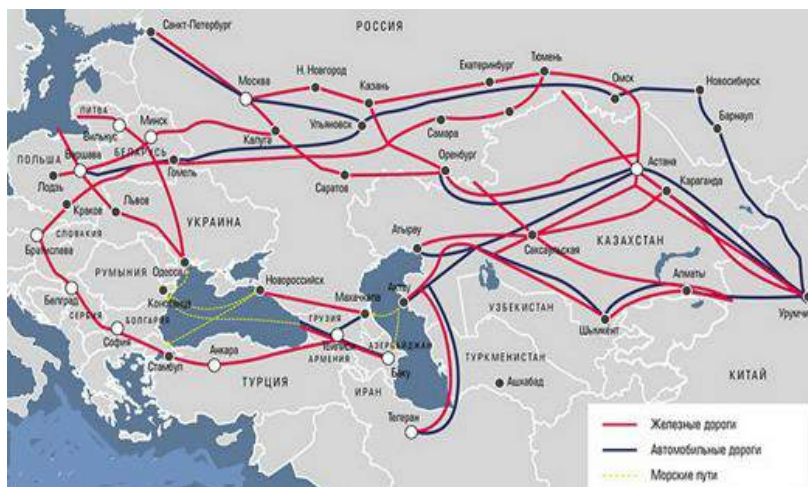 Санкт-Петербург
РОССИЯ
Москва
Н. Новгород
Казань
Екатеринбург
Тюмень
Омск
Новосибирск
ЛИТВА
Вильнюс
Минск
БЕЛАРУСЬ
Калуга
Ульяновск
Самара
Барнаул
ПОЛЬША
Варшава
Гомель
Оренбург
Астана
Лодзь
Саратов
Караганда
Краков
Львов
УКРАИНА
СЛОВАКИЯ
Братислава
Атырау
Саксаульская
КАЗАХСТАН
РУМЫНИЯ
Одесса
Констанца
Новороссийск
Махачкала
Актау
Алматы
Урумчи
Белград
СЕРБИЯ
БОЛГАРИЯ
ГРУЗИЯ
УЗБЕКИСТАН
Шымкент
София
Тбилиси
АЗЕРБАЙДЖАН
АРМЕНИЯ
Баку
Стамбул
Анкара
ТУРКМЕНИСТАН
ТУРЦИЯ
ИРАН
Ашхабад
КИТАЙ
Тегеран
Железные дороги
Автомобильные дороги
Морские пути